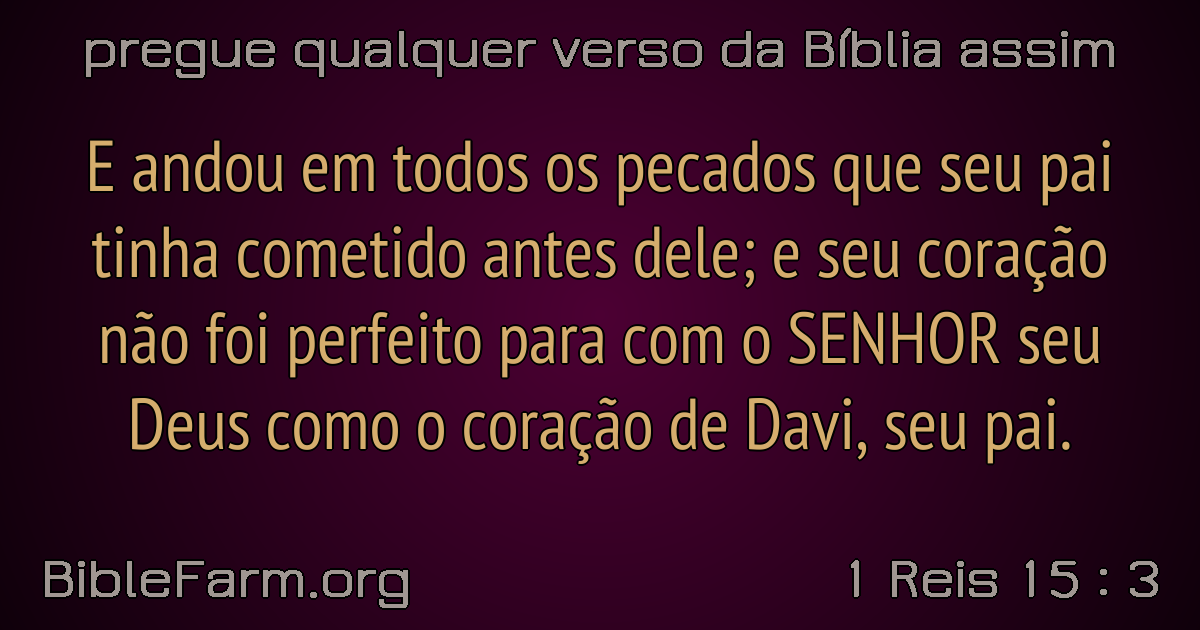 pregue qualquer verso da Bíblia assim
E andou em todos os pecados que seu pai
tinha cometido antes dele; e seu coração
não foi perfeito para com o SENHOR seu
Deus como o coração de Davi, seu pai.
BibleFarm.org
1 Reis 15 : 3